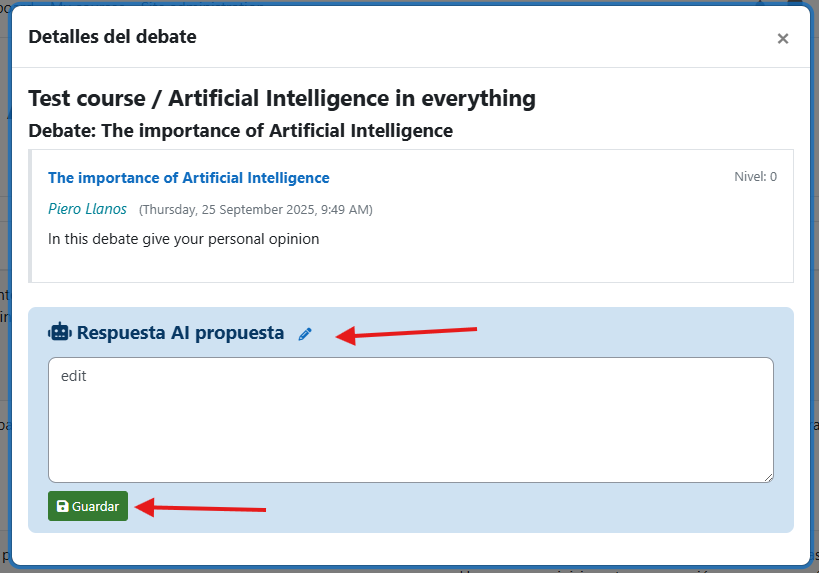 Detalles del debate
×
Test course / Artificial Intelligence in everything
Debate: The importance of Artificial Intelligence
The importance of Artificial Intelligence
Nivel: 0
Piero Llanos (Thursday, 25 September 2025, 9:49 AM)
In this debate give your personal opinion
Respuesta AI propuesta
edit
Guardar